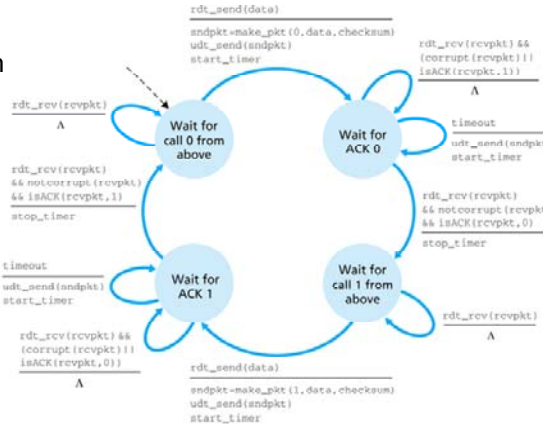 rdt_send(data)
sndpkt=make_pkt(0,data,checksum)
udt_send(sndpkt)
start_timer
n
rdt_rcv(rcvpkt) &&
(corrupt(rcvpkt)||
isACK(rcvpkt,1))
Λ
rdt_rcv(rcvpkt)
Λ
Wait for
call 0 from
above
Wait for
ACK 0
timeout
udt_send(sndpkt)
start_timer
rdt_rcv(rcvpkt)
&& notcorrupt(rcvpkt)
&& isACK(rcvpkt,1)
stop_timer
rdt_rcv(rcvpkt)
&& notcorrupt(rcvpkt
&& isACK(rcvpkt,0)
stop_timer
timeout
udt_send(sndpkt)
start_timer
Wait for
ACK 1
Wait for
call 1 from
above
rdt_rcv(rcvpkt) &&
(corrupt(rcvpkt)||
isACK(rcvpkt,0))
Λ
rdt_rcv(rcvpkt)
Λ
rdt_send(data)
sndpkt=make_pkt(1,data,checksum)
udt_send(sndpkt)
start_timer